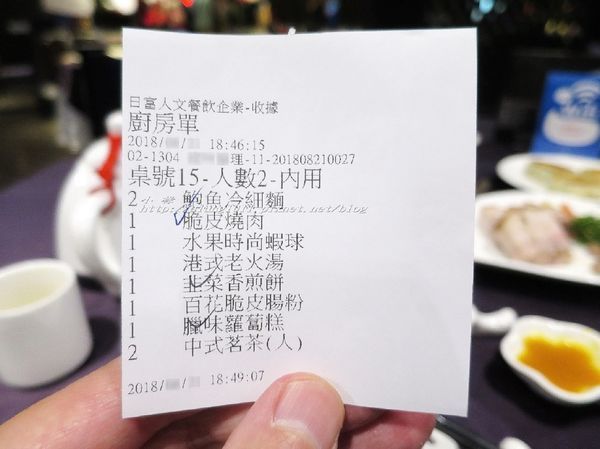 日富人文餐飲企業-收據
廚房單
2018/ / 18:46:15
02-1304 理-11-201808210027
桌號15-人數2-內用
2 鮑魚冷細麵
1 脆皮燒肉
1 水果時尚蝦球
1 港式老火湯
1 韭菜香煎餅
1 百花脆皮腸粉
1 臘味蘿蔔糕
2 中式茗茶(人)
2018/ / 18:49:07